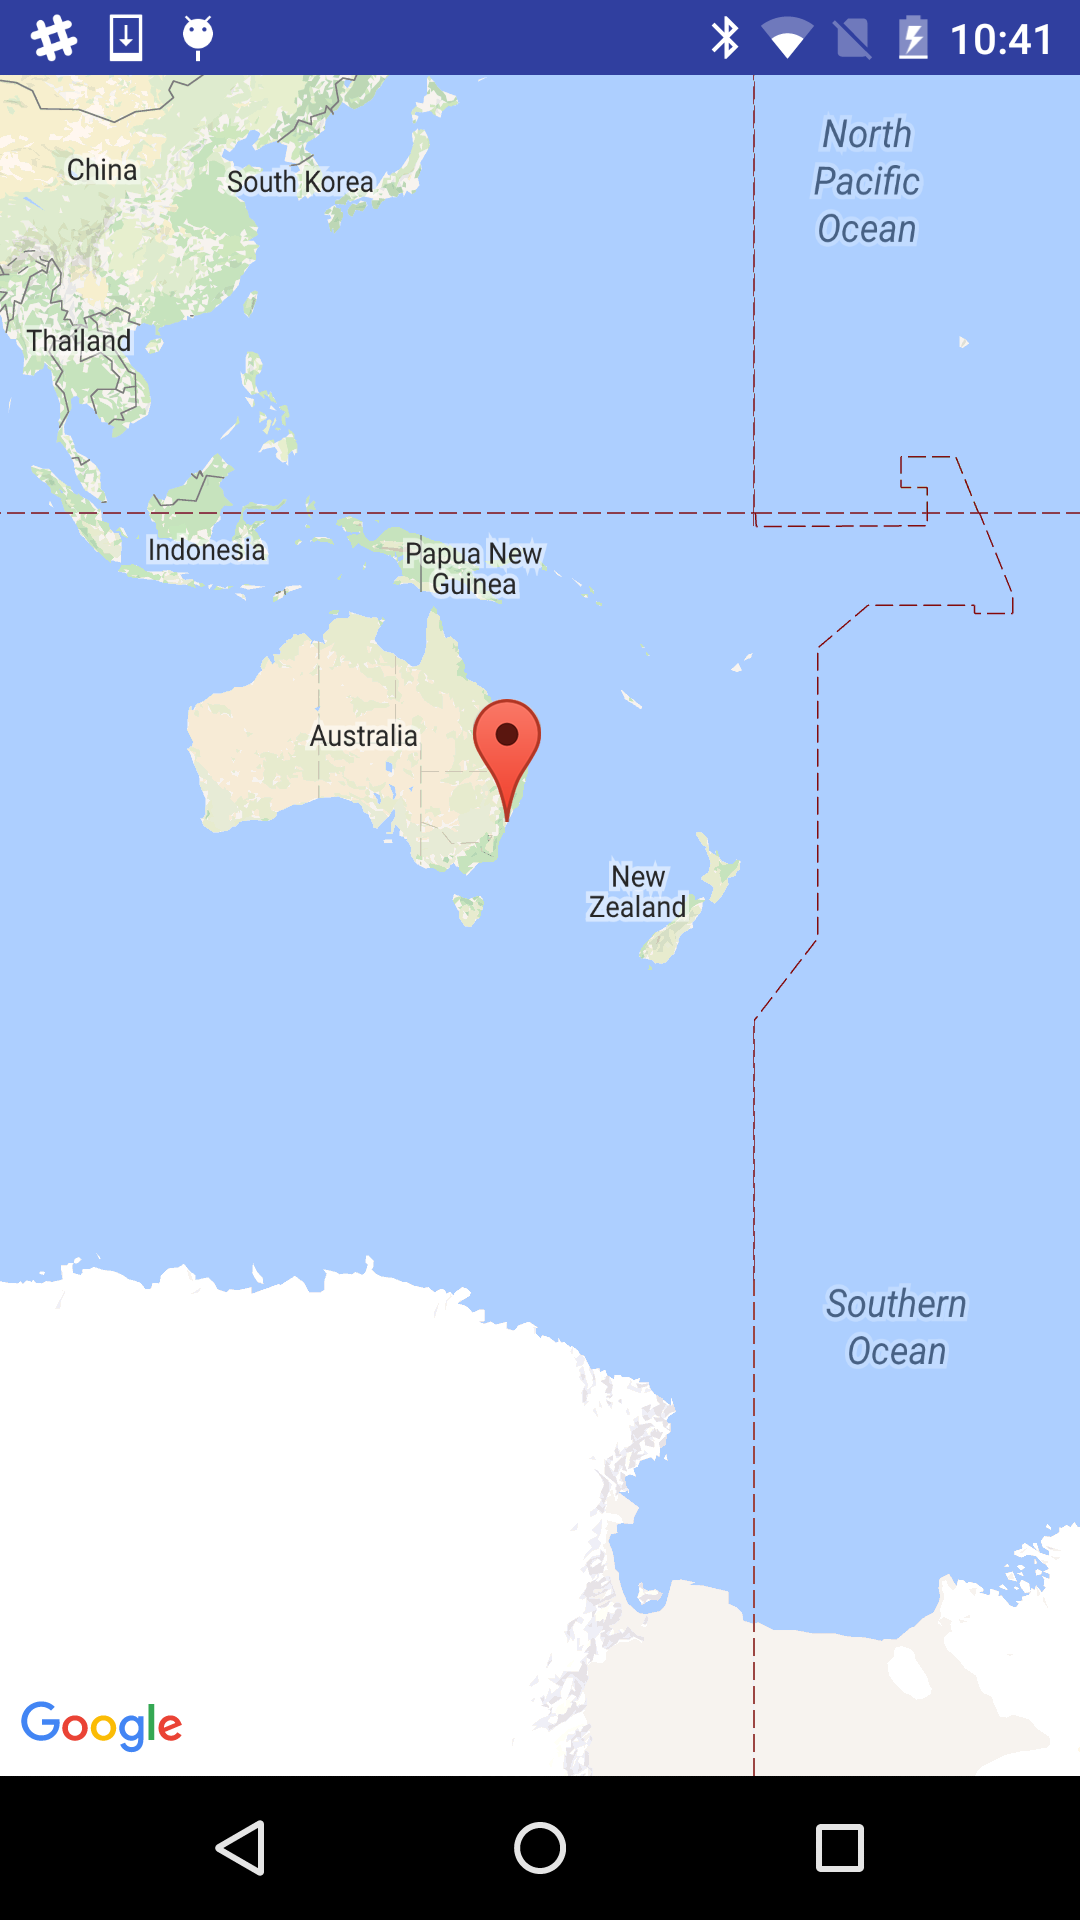 10:41
North
Pacific
Ocean
China
South Korea
Thailand
Indonesia
Papua New
Guinea
Australia
New
Zealand
Southern
Ocean
Google